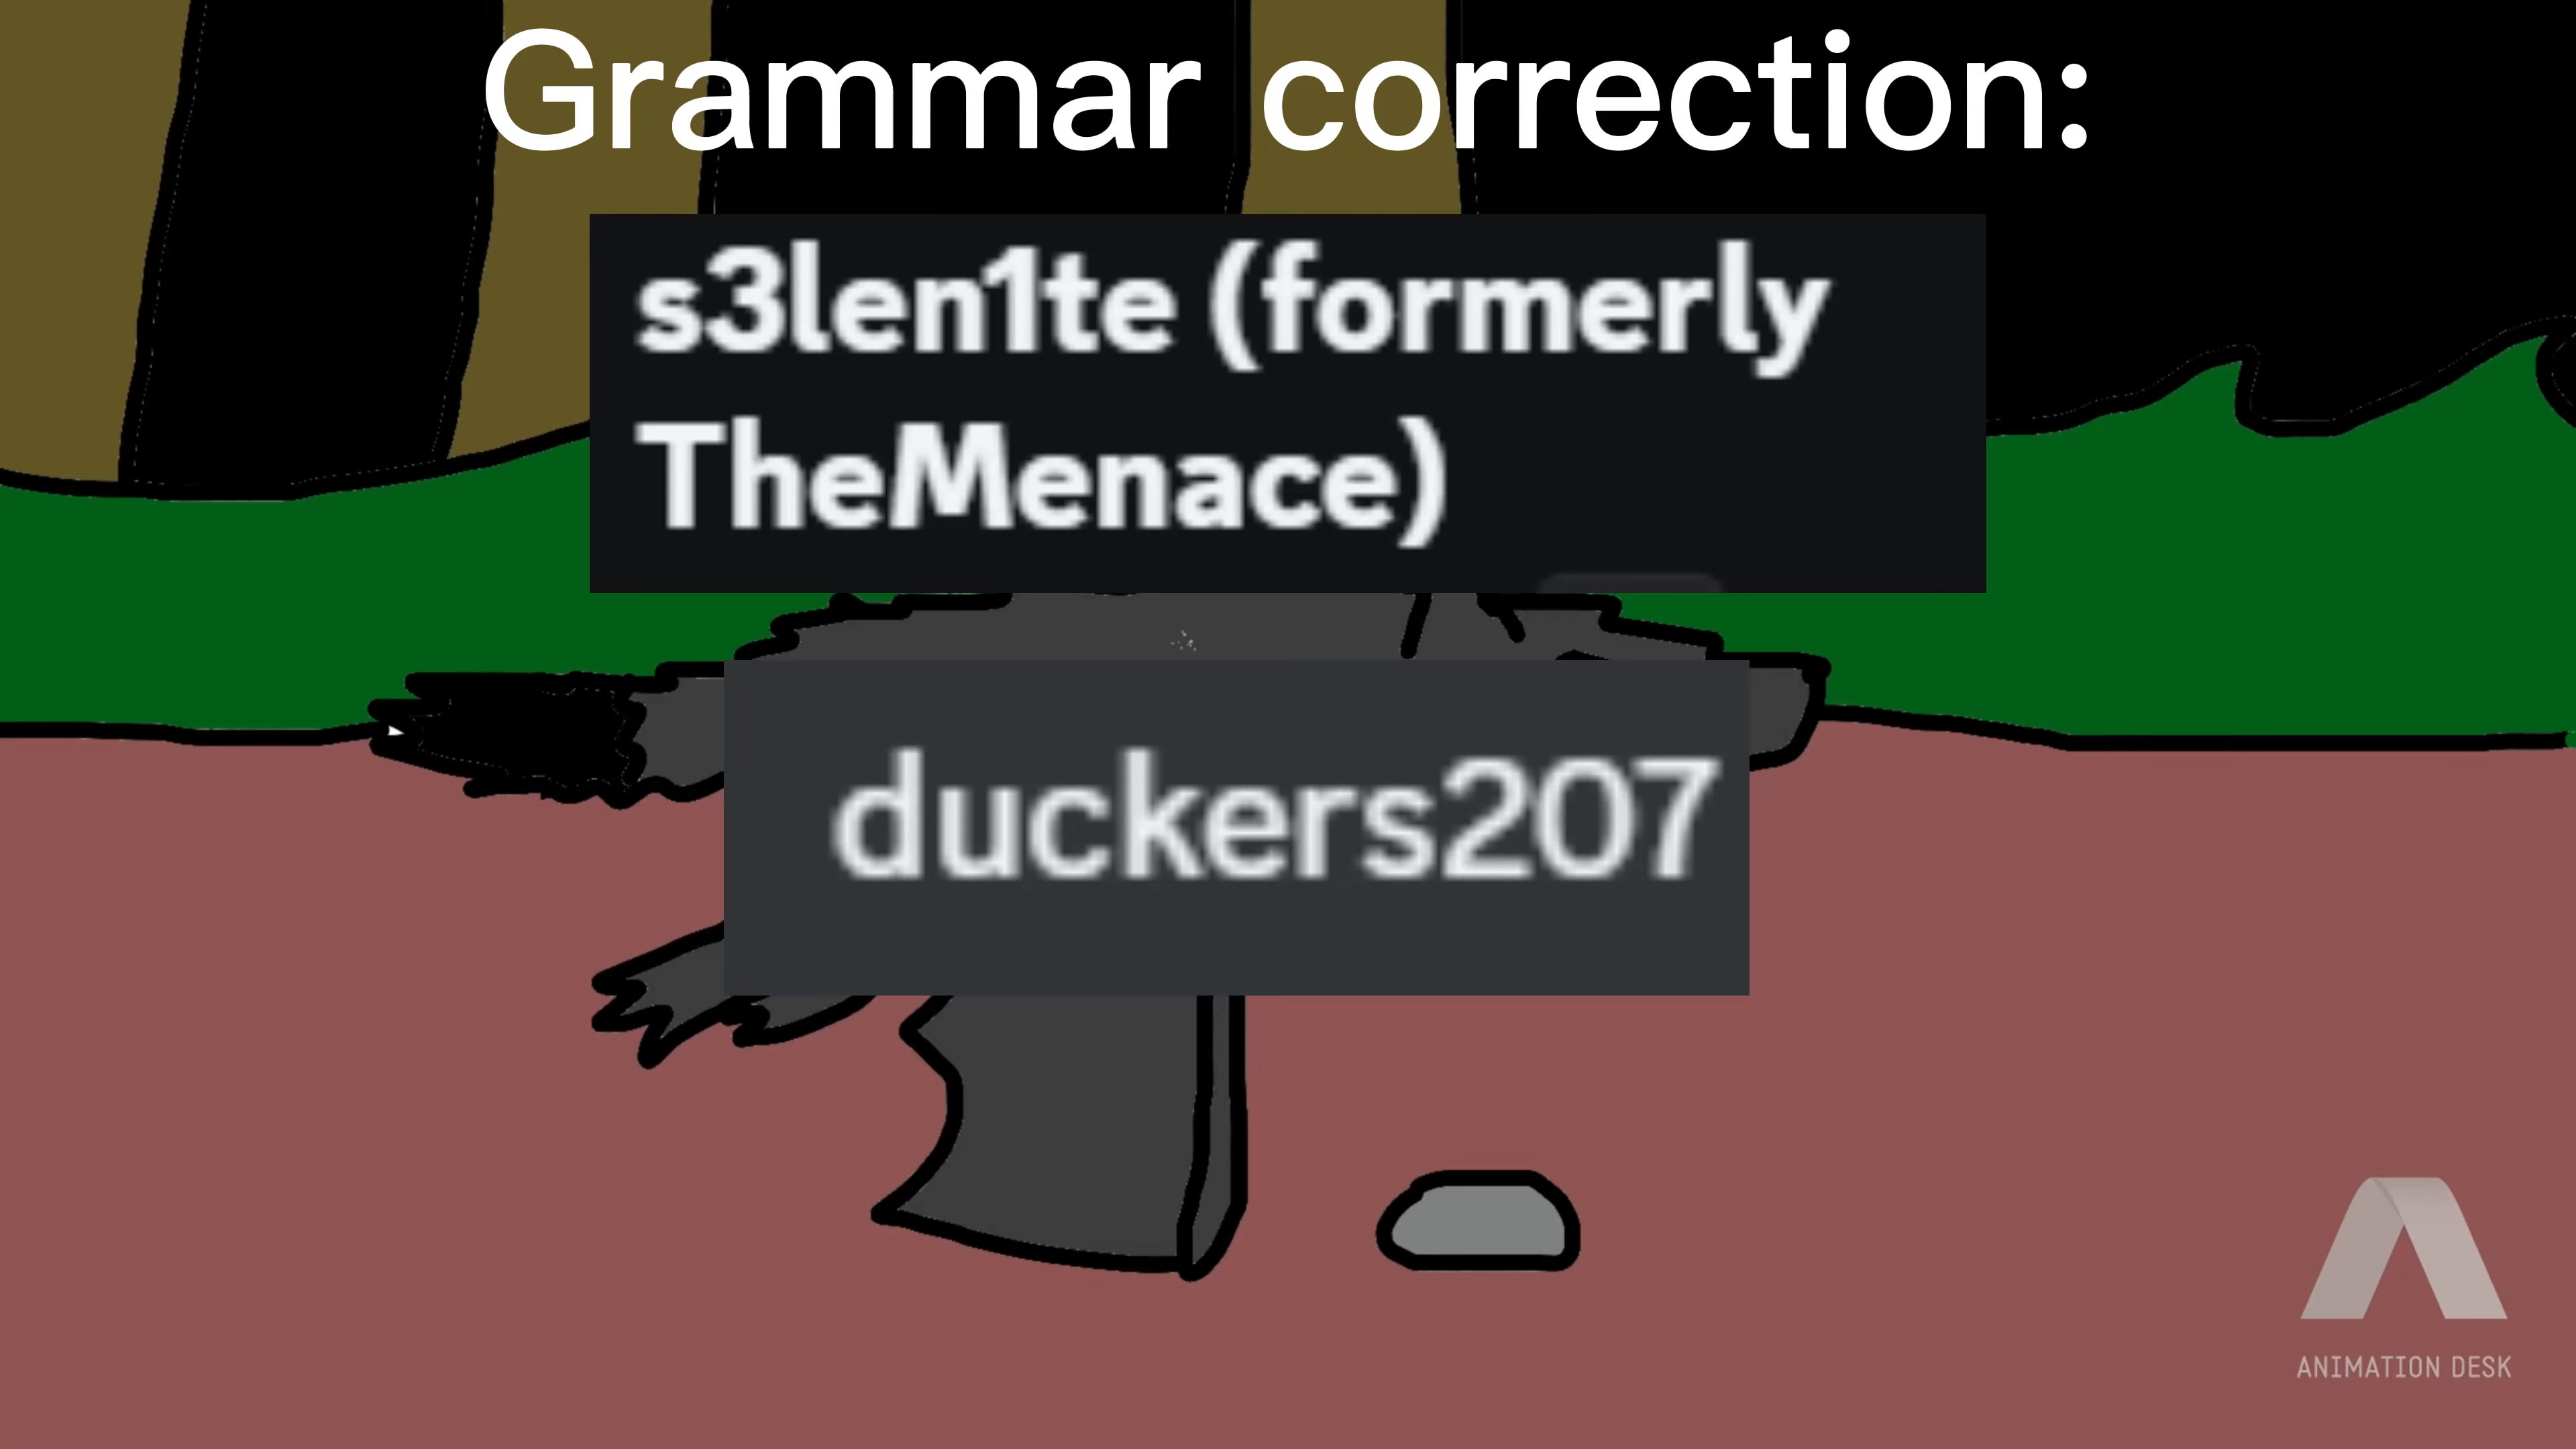 Grammar correction:
s3len1te (formerly
TheMenace)
duckers207
ANIMATION DESK